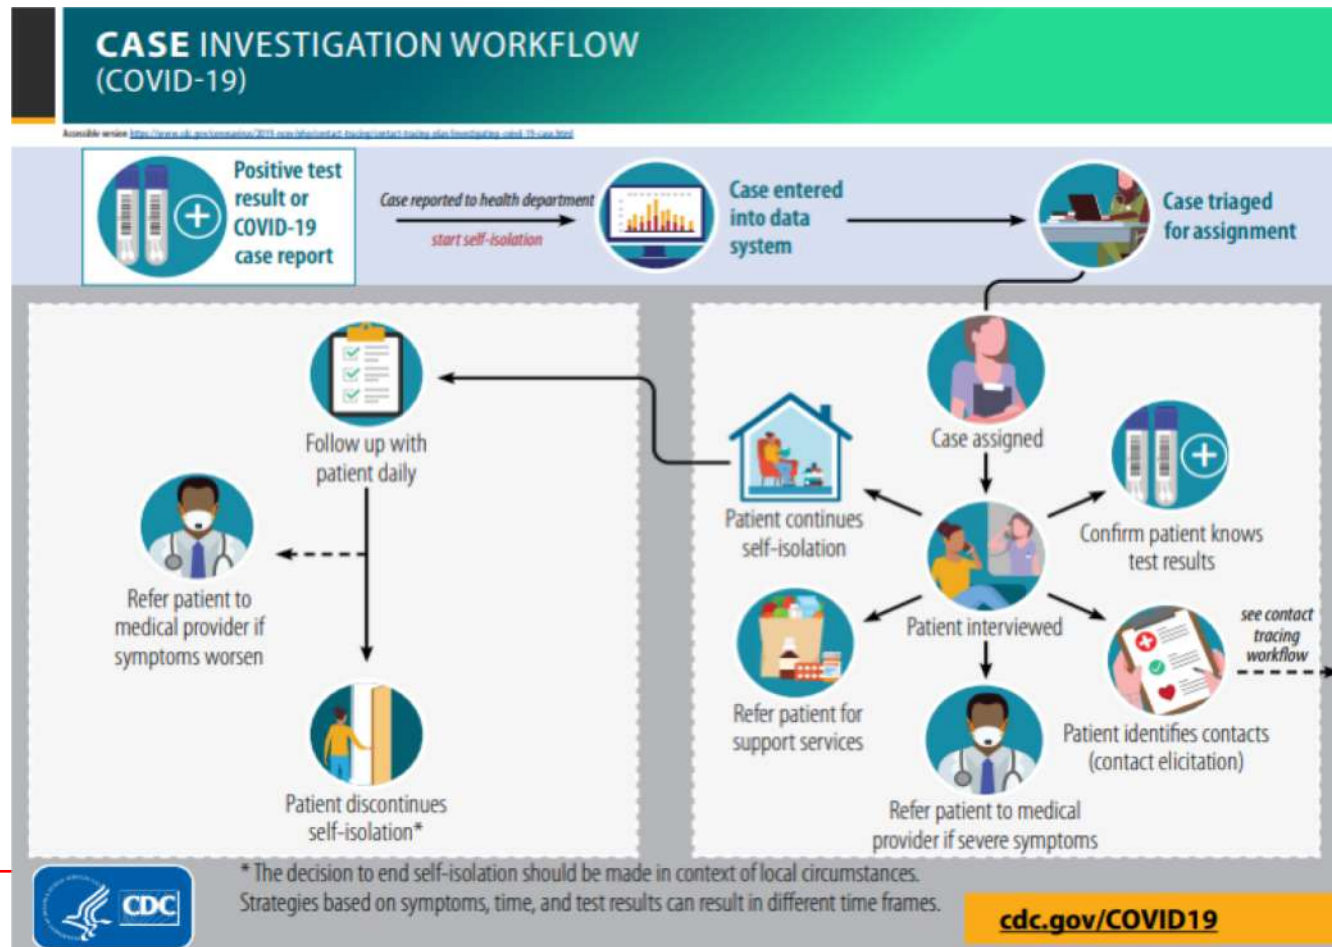 CASE INVESTIGATION WORKFLOW
(COVID-19)
Accessible version
Positive test
result or
COVID-19
case report
Case reported to health department
start self-isolation
Case entered
into data
system
Case triaged
for assignment
Follow up with
patient daily
Refer patient to
medical provider if
symptoms worsen
Patient discontinues
self-isolation*
Case assigned
Patient continues
self-isolation
Confirm patient knows
test results
Patient interviewed
see contact
tracing
workflow
Refer patient for
support services
Patient identifies contacts
(contact elicitation)
Refer patient to medical
provider if severe symptoms
* The decision to end self-isolation should be made in context of local circumstances.
Strategies based on symptoms, time, and test results can result in different time frames.
CDC
cdc.gov/COVID19